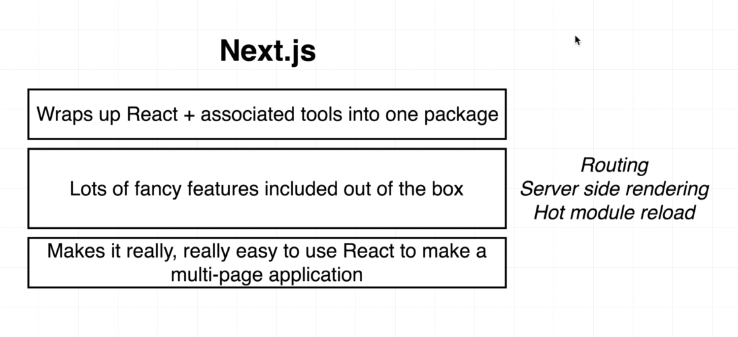 Next.js
Wraps up React + associated tools into one package
Lots of fancy features included out of the box
Routing
Server side rendering
Hot module reload
Makes it really, really easy to use React to make a
multi-page application